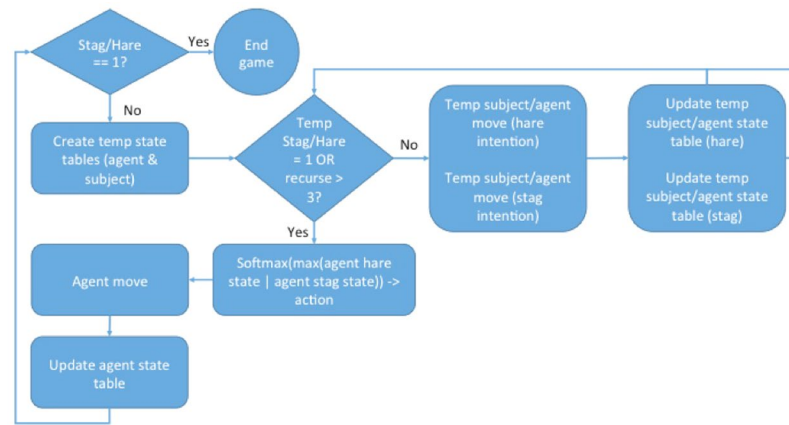 Stag/Hare
== 1?
Yes
End
game
No
Create temp state
tables (agent &
subject)
Temp
Stag/Hare
= 1 OR
recurse >
3?
No
Temp subject/agent
move (hare
intention)
Temp subject/agent
move (stag
intention)
Update temp
subject/agent state
table (hare)
Update temp
subject/agent state
table (stag)
Yes
Softmax(max(agent hare
state | agent stag state)) ->
action
Agent move
Update agent state
table